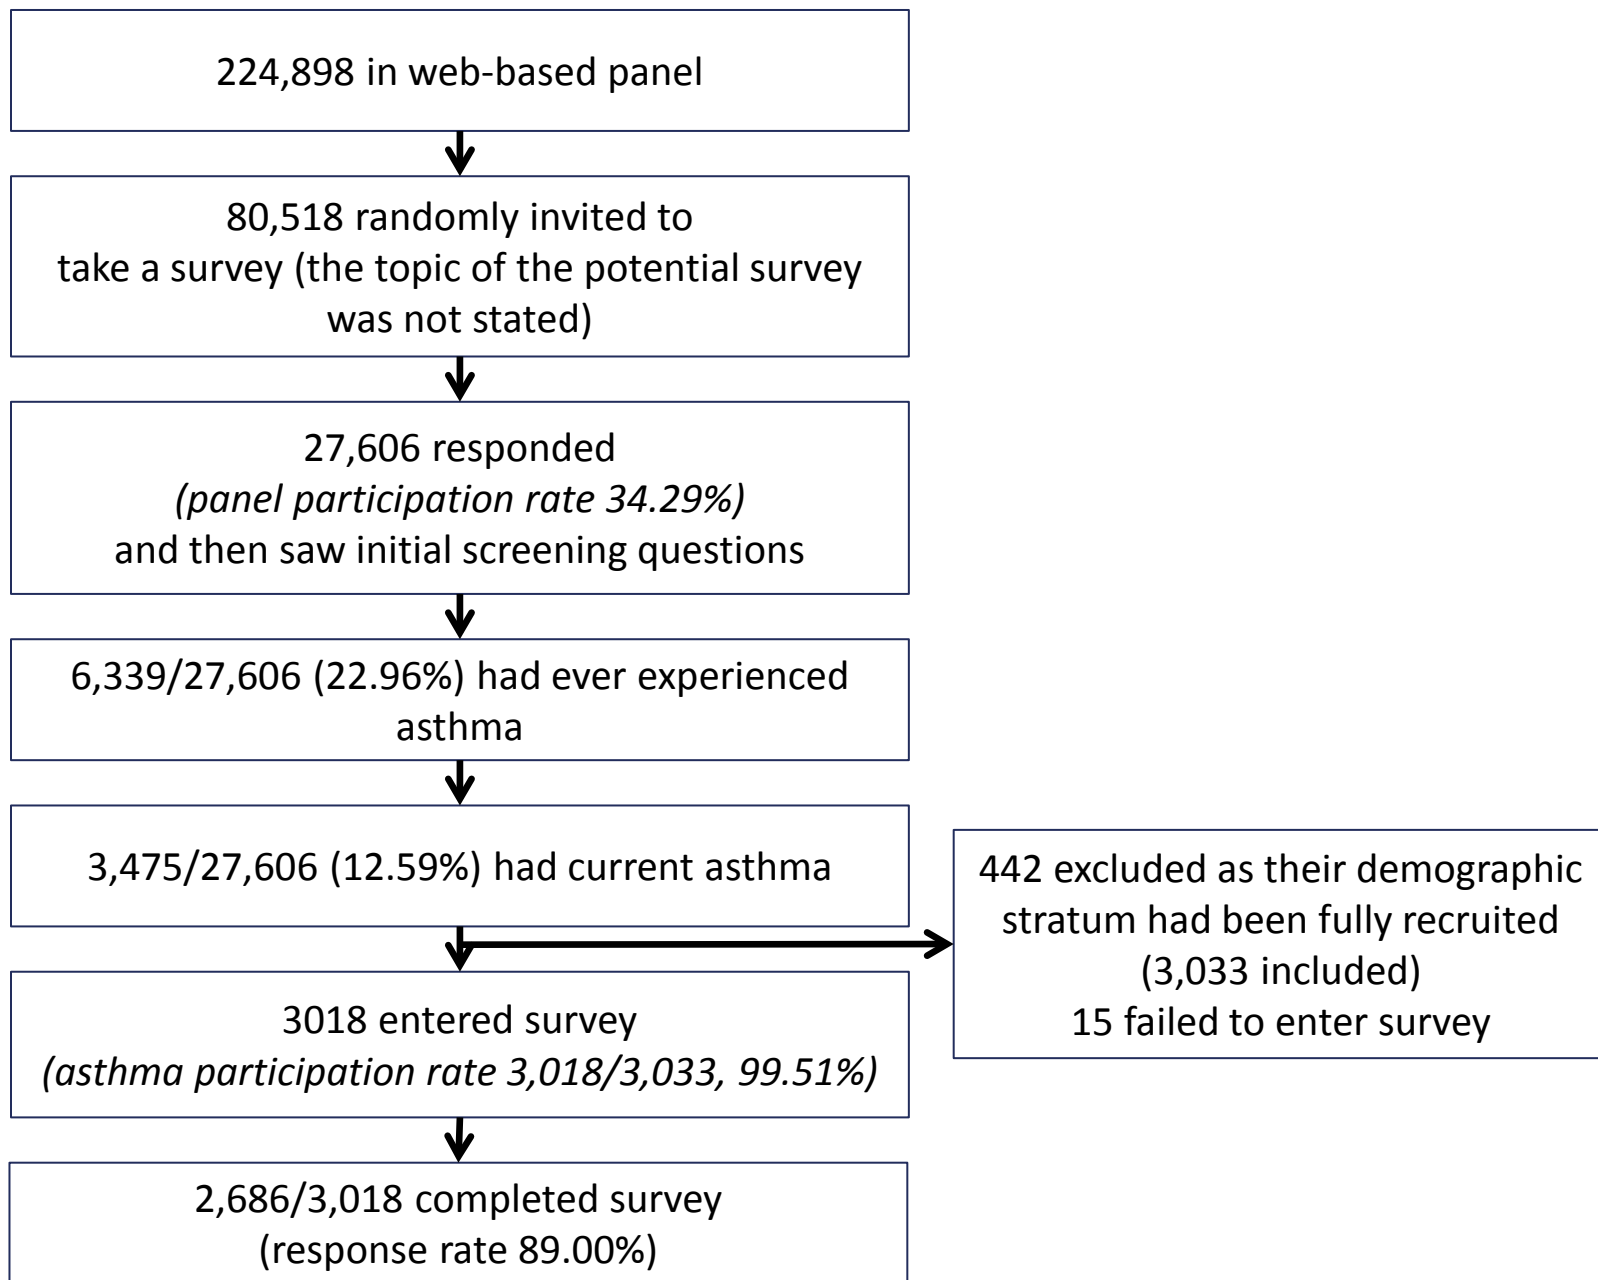 224,898 in web-based panel
80,518 randomly invited to
take a survey (the topic of the potential survey
was not stated)
27,606 responded
(panel participation rate 34.29%)
and then saw initial screening questions
6,339/27,606 (22.96%) had ever experienced
asthma
3,475/27,606 (12.59%) had current asthma
442 excluded as their demographic
stratum had been fully recruited
(3,033 included)
15 failed to enter survey
3018 entered survey
(asthma participation rate 3,018/3,033, 99.51%)
2,686/3,018 completed survey
(response rate 89.00%)